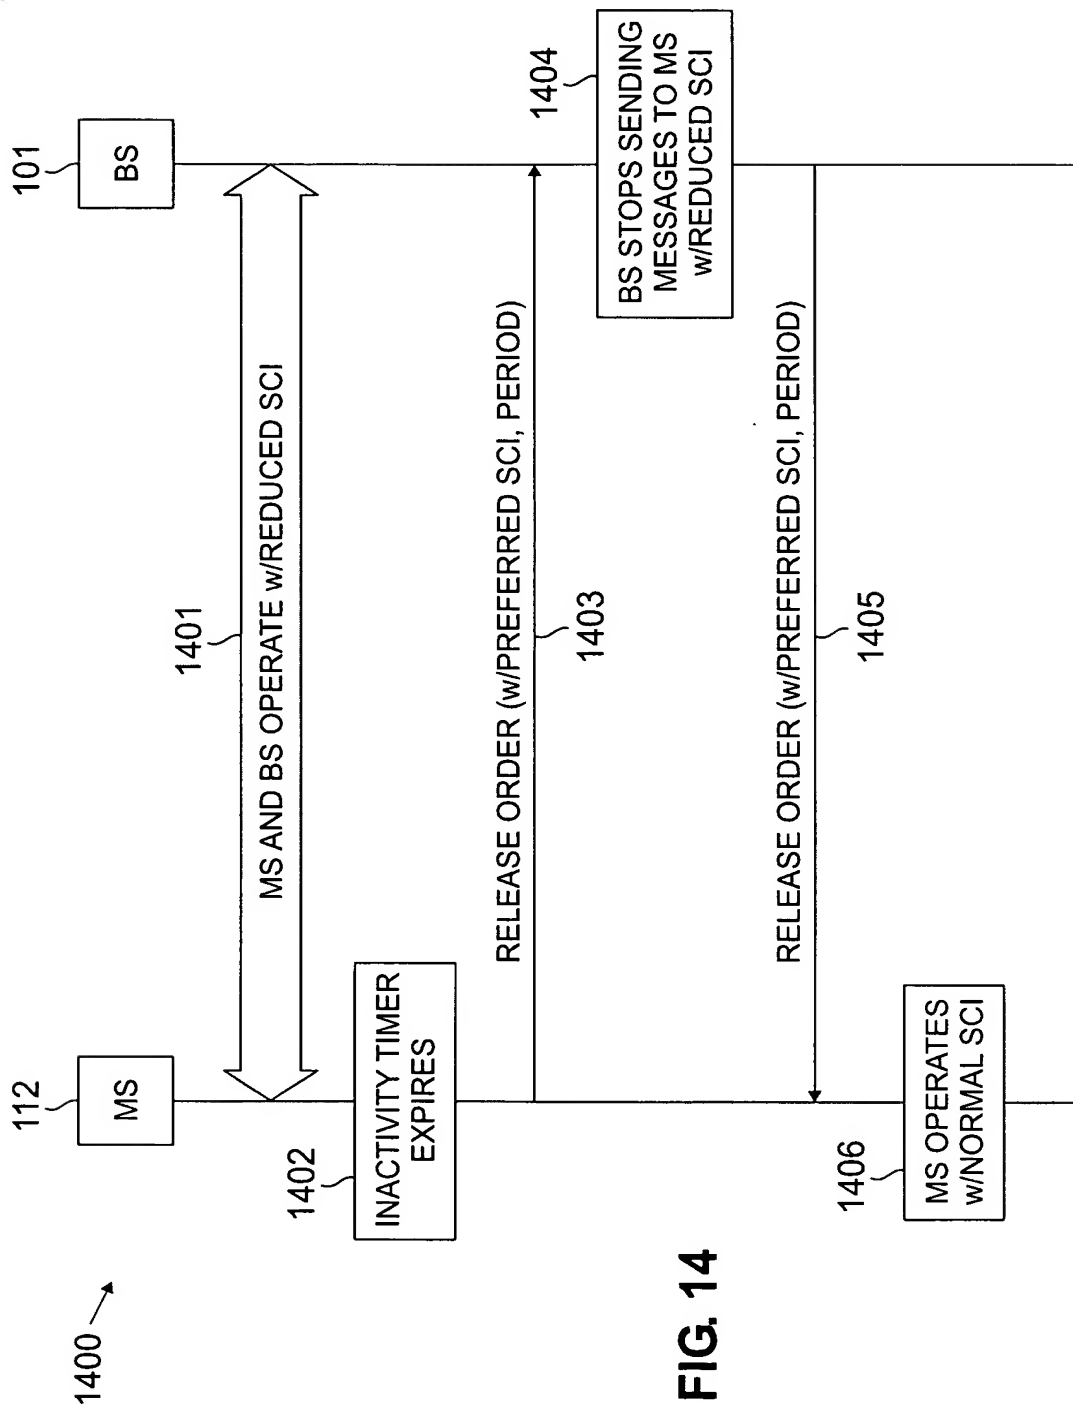 1400
112
MS
101
BS
1401
MS AND BS OPERATE w/REDUCED SCI
1402
INACTIVITY TIMER
EXPIRES
RELEASE ORDER (w/PREFERRED SCI, PERIOD)
1403
1404
BS STOPS SENDING
MESSAGES TO MS
w/REDUCED SCI
RELEASE ORDER (w/PREFERRED SCI, PERIOD)
1405
1406
MS OPERATES
w/NORMAL SCI
FIG. 14